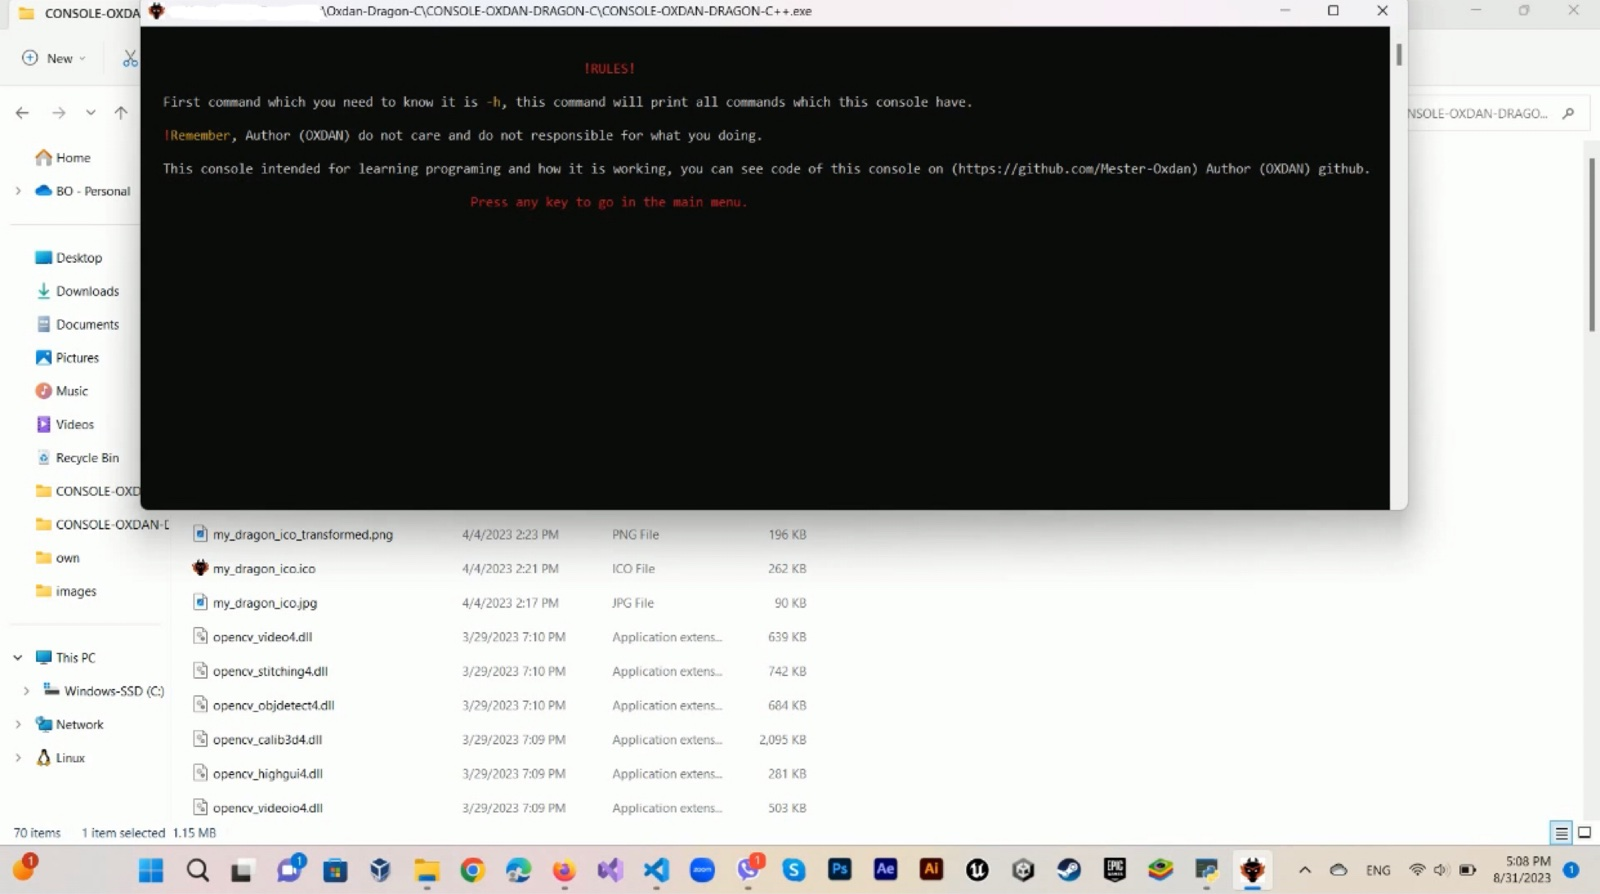 CONSOLE-OXDA
\Oxdan-Dragon-C\CONSOLE-OXDAN-DRAGON-C\CONSOLE-OXDAN-DRAGON-C++.exe
New
!RULES!
First command which you need to know it is -h, this command will print all commands which this console have.
!Remember, Author (OXDAN) do not care and do not responsible for what you doing.
This console intended for learning programing and how it is working, you can see code of this console on (https://github.com/Mester-Oxdan) Author (OXDAN) github.
Press any key to go in the main menu.
NSOLE-OXDAN-DRAGO...
Home
BO - Personal
Desktop
Downloads
Documents
Pictures
Music
Videos
Recycle Bin
CONSOLE-OXD
CONSOLE-OXDAN-D
own
images
This PC
Windows-SSD (C:)
Network
Linux
my_dragon_ico_transformed.png 4/4/2023 2:23 PM PNG File 196 KB
my_dragon_ico.ico 4/4/2023 2:21 PM ICO File 262 KB
my_dragon_ico.jpg 4/4/2023 2:17 PM JPG File 90 KB
opencv_video4.dll 3/29/2023 7:10 PM Application extens... 639 KB
opencv_stitching4.dll 3/29/2023 7:10 PM Application extens... 742 KB
opencv_objdetect4.dll 3/29/2023 7:10 PM Application extens... 684 KB
opencv_calib3d4.dll 3/29/2023 7:09 PM Application extens... 2,095 KB
opencv_highgui4.dll 3/29/2023 7:09 PM Application extens... 281 KB
opencv_videoio4.dll 3/29/2023 7:09 PM Application extens... 503 KB
70 items 1 item selected 1.15 MB
1
1
zoom
1
Ps
Ae
Ai
EPIC GAMES
ENG
5:08 PM
8/31/2023
1